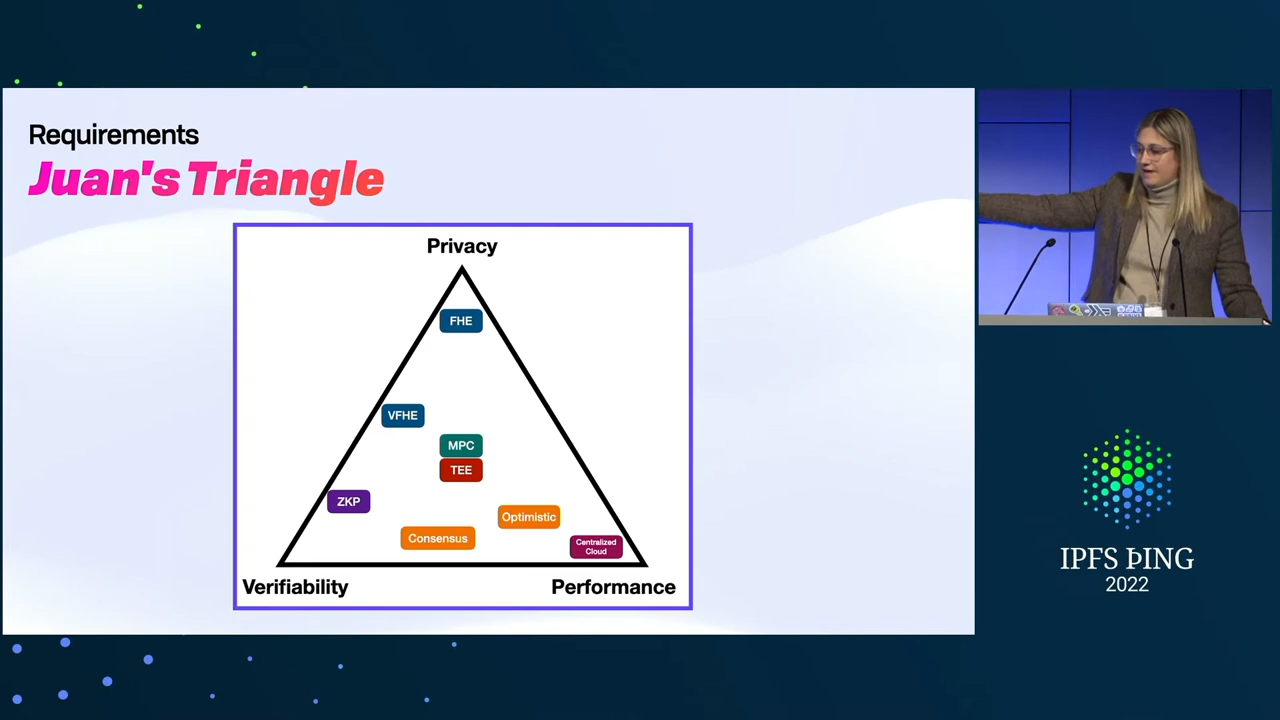 Requirements
Juan's Triangle
Privacy
FHE
VFHE
MPC
TEE
ZKP
Optimistic
Consensus
Centralized
Cloud
Verifiability
Performance
IPFS ÞING
2022